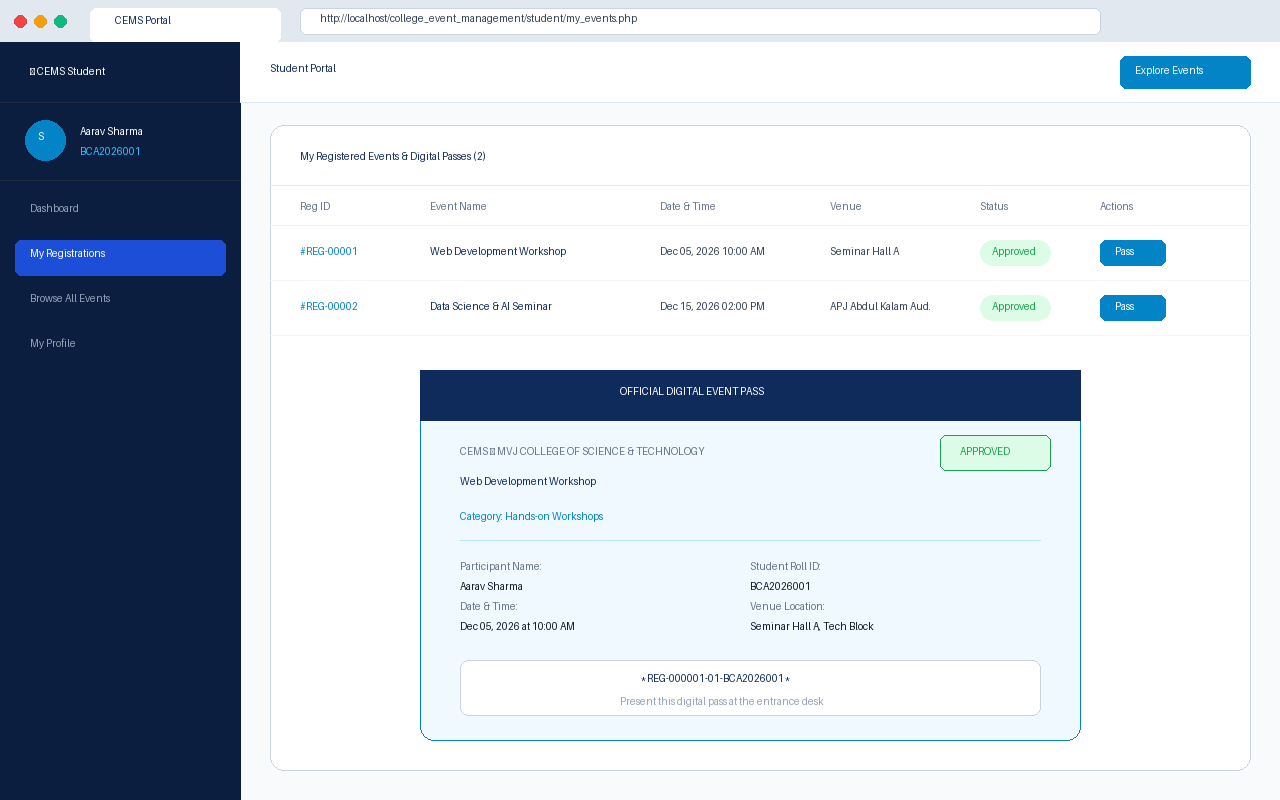 CEMS Portal
http://localhost/college_event_management/student/my_events.php
CEMS Student
Student Portal
Explore Events
S
Aarav Sharma
BCA2026001
Dashboard
My Registrations
Browse All Events
My Profile
My Registered Events & Digital Passes (2)
Reg ID Event Name Date & Time Venue Status Actions
#REG-00001 Web Development Workshop Dec 05, 2026 10:00 AM Seminar Hall A Approved Pass
#REG-00002 Data Science & AI Seminar Dec 15, 2026 02:00 PM APJ Abdul Kalam Aud. Approved Pass
OFFICIAL DIGITAL EVENT PASS
CEMS MVJ COLLEGE OF SCIENCE & TECHNOLOGY
APPROVED
Web Development Workshop
Category: Hands-on Workshops
Participant Name: Student Roll ID:
Aarav Sharma BCA2026001
Date & Time: Venue Location:
Dec 05, 2026 at 10:00 AM Seminar Hall A, Tech Block
*REG-000001-01-BCA2026001*
Present this digital pass at the entrance desk